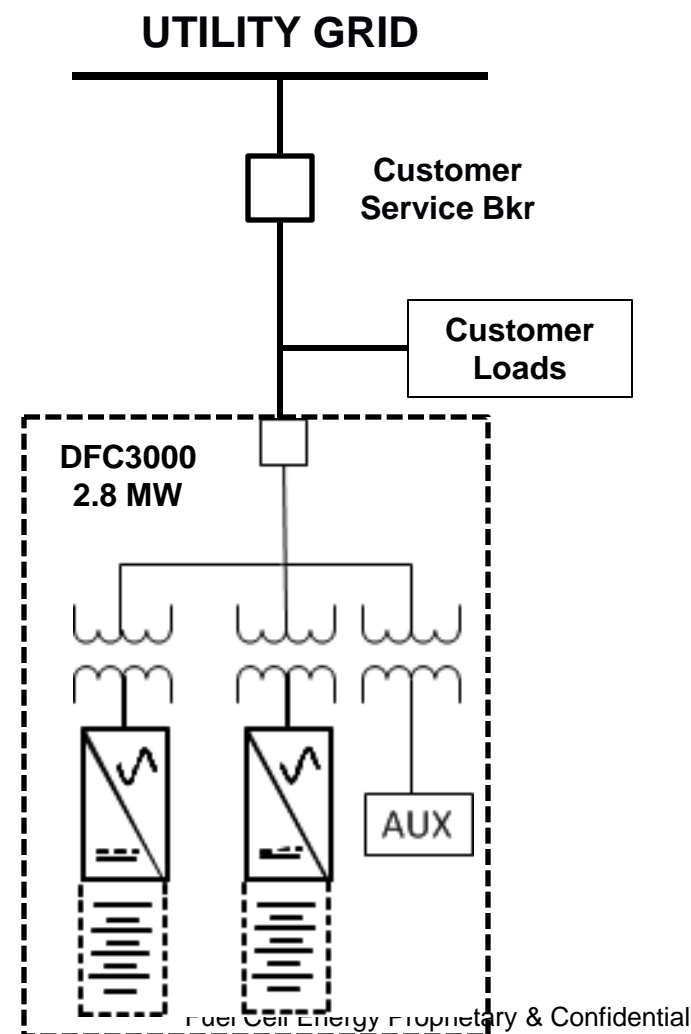 UTILITY GRID
Customer
Service Bkr
Customer
Loads
DFC3000
2.8 MW
AUX
Fuel Cell Energy Proprietary & Confidential